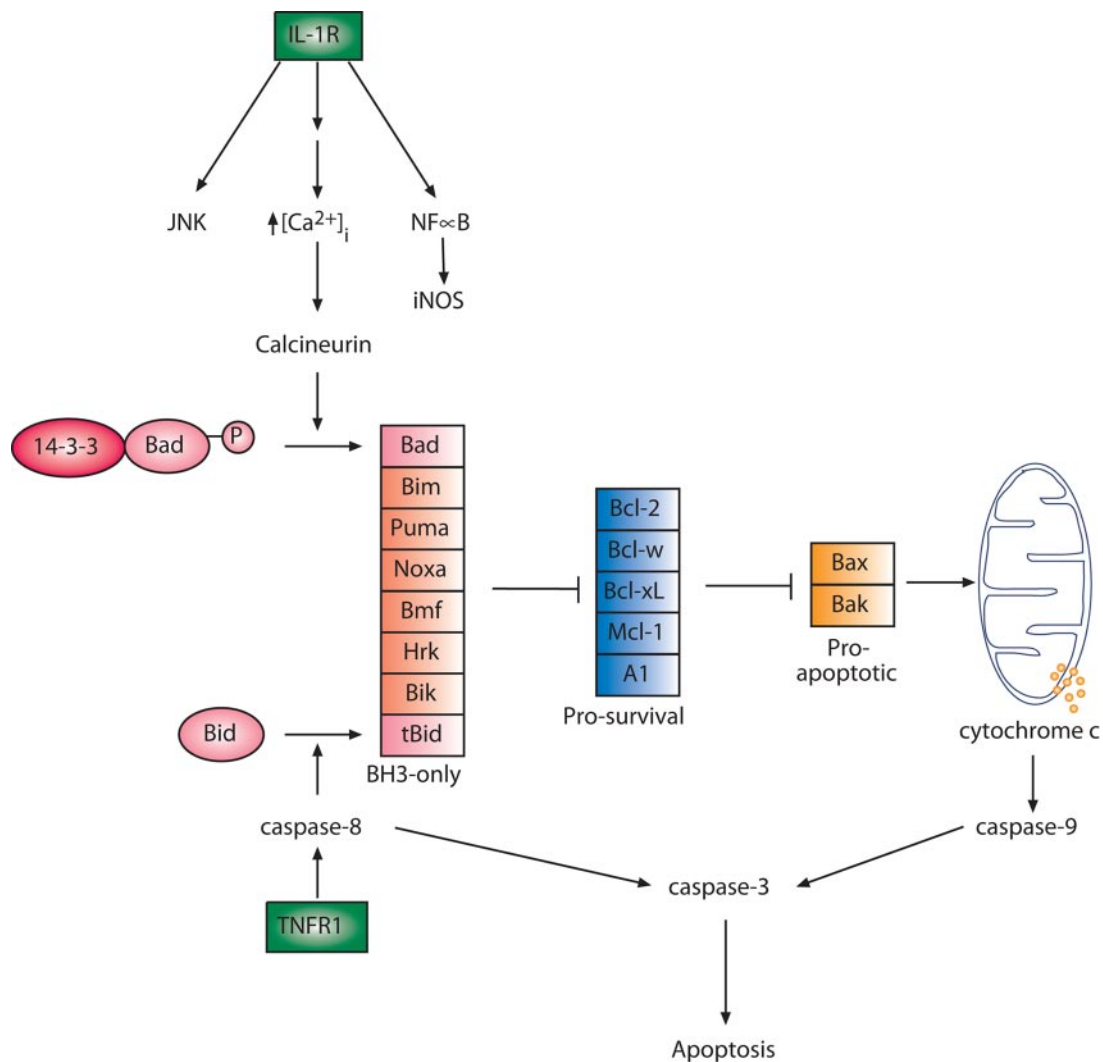 IL-1R
JNK
[Ca2+]i
NF∝B
iNOS
Calcineurin
14-3-3
Bad
P
Bad
Bim
Puma
Noxa
Bmf
Hrk
Bik
tBid
BH3-only
Bcl-2
Bcl-w
Bcl-xL
Mcl-1
A1
Pro-survival
Bax
Bak
Pro-
apoptotic
cytochrome c
Bid
caspase-8
caspase-9
caspase-3
TNFR1
Apoptosis